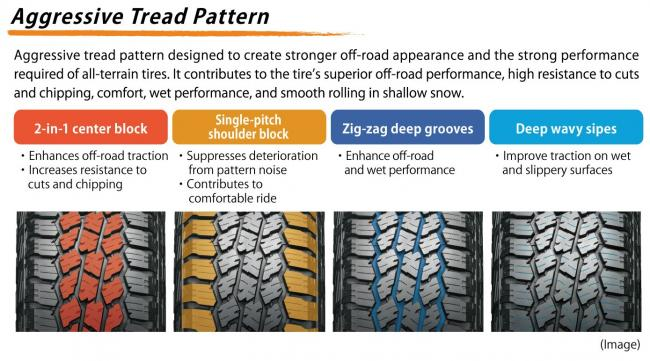 Aggressive Tread Pattern
Aggressive tread pattern designed to create stronger off-road appearance and the strong performance
required of all-terrain tires. It contributes to the tire's superior off-road performance, high resistance to cuts
and chipping, comfort, wet performance, and smooth rolling in shallow snow.
2-in-1 center block
• Enhances off-road traction
• Increases resistance to
cuts and chipping
Single-pitch
shoulder block
• Suppresses deterioration
from pattern noise
• Contributes to
comfortable ride
Zig-zag deep grooves
• Enhance off-road
and wet performance
Deep wavy sipes
• Improve traction on wet
and slippery surfaces
(Image)